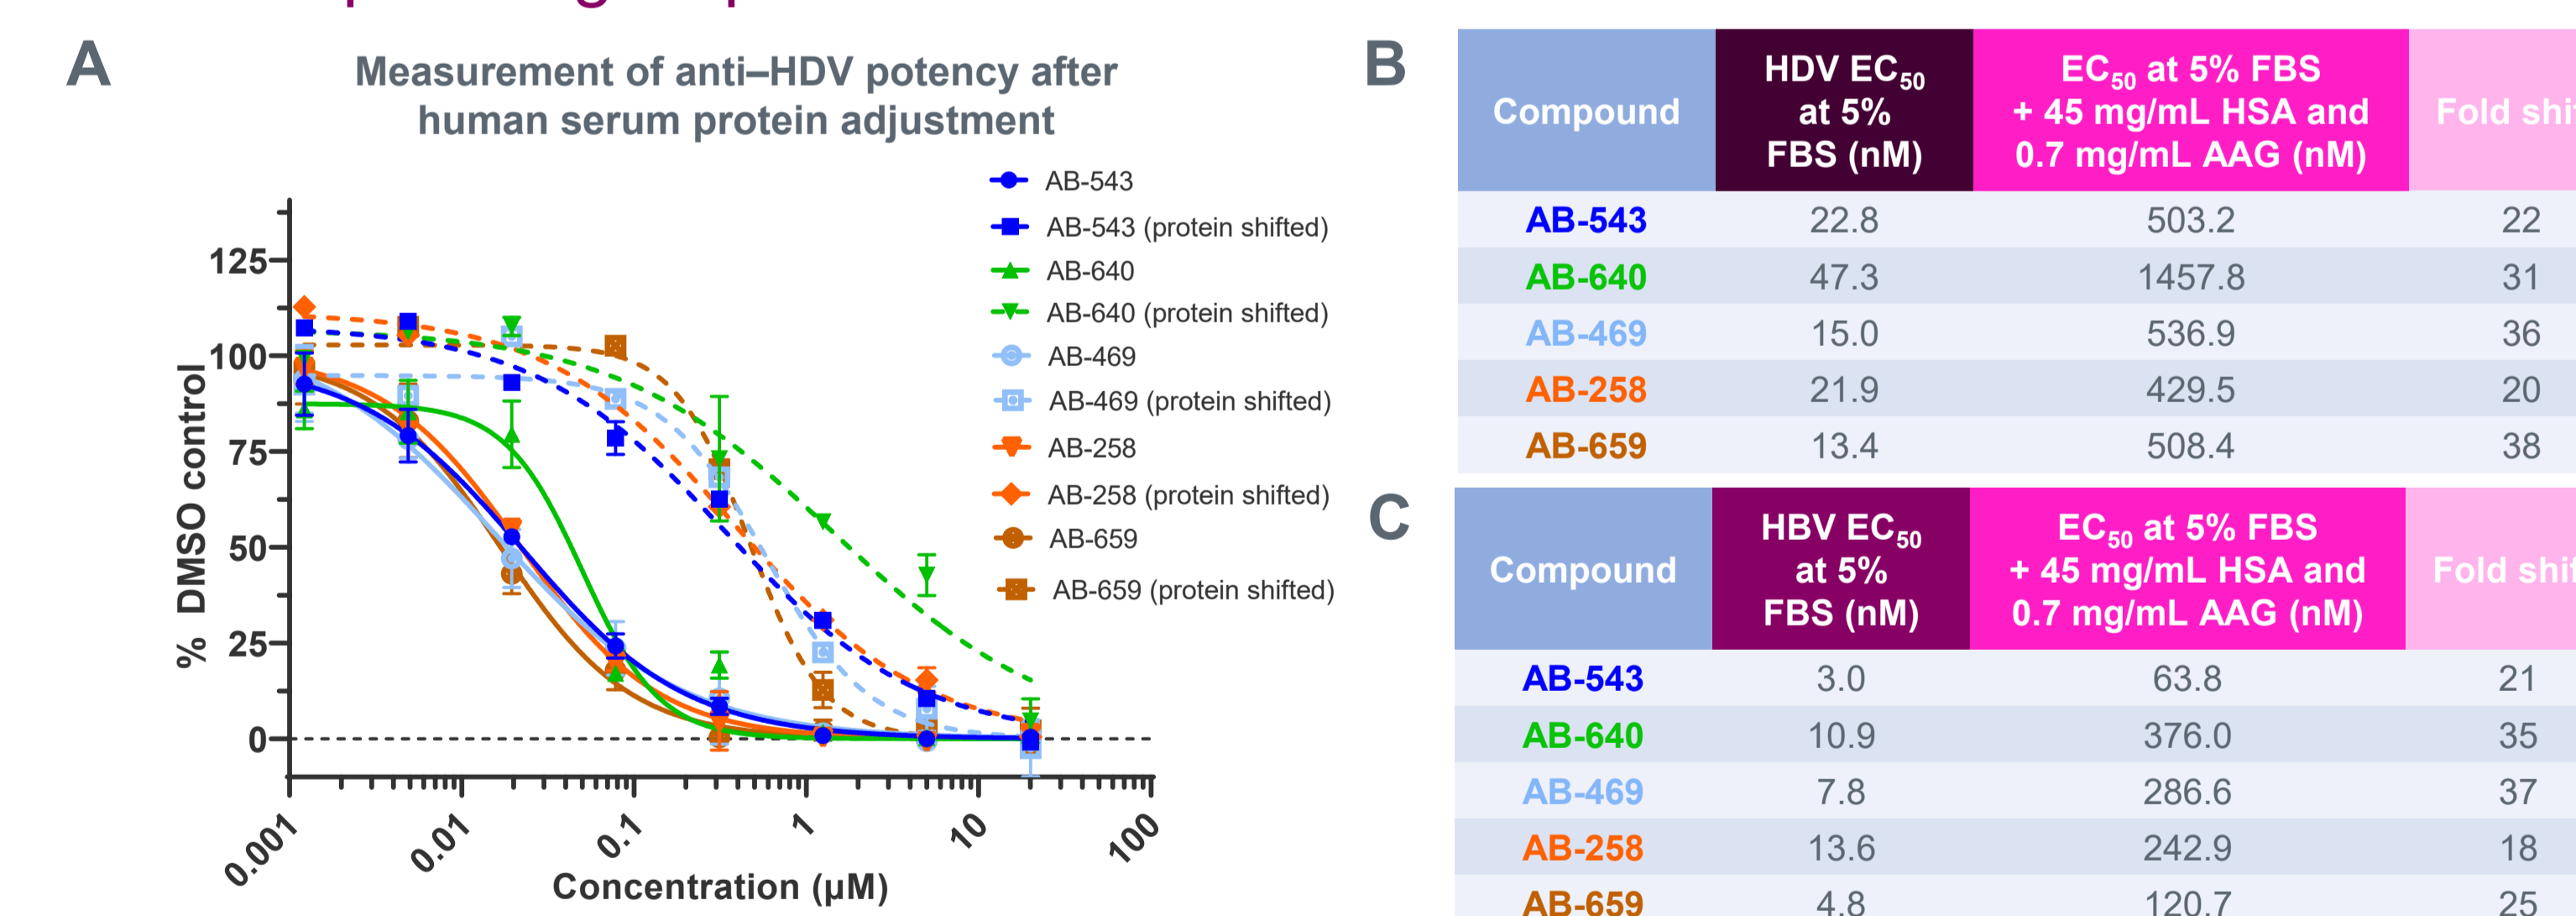 A
Measurement of anti–HDV potency after
human serum protein adjustment
AB-543
AB-543 (protein shifted)
AB-640
AB-640 (protein shifted)
AB-469
AB-469 (protein shifted)
AB-258
AB-258 (protein shifted)
AB-659
AB-659 (protein shifted)
% DMSO control
125
100
75
50
25
0
0.001
0.01
0.1
1
10
100
Concentration (µM)
B
Compound
HDV EC50
at 5%
FBS (nM)
EC50 at 5% FBS
+ 45 mg/mL HSA and
0.7 mg/mL AAG (nM)
Fold shi
AB-543 22.8 503.2 22
AB-640 47.3 1457.8 31
AB-469 15.0 536.9 36
AB-258 21.9 429.5 20
AB-659 13.4 508.4 38
C
Compound
HBV EC50
at 5%
FBS (nM)
EC50 at 5% FBS
+ 45 mg/mL HSA and
0.7 mg/mL AAG (nM)
Fold shi
AB-543 3.0 63.8 21
AB-640 10.9 376.0 35
AB-469 7.8 286.6 37
AB-258 13.6 242.9 18
AB-659 4.8 120.7 25